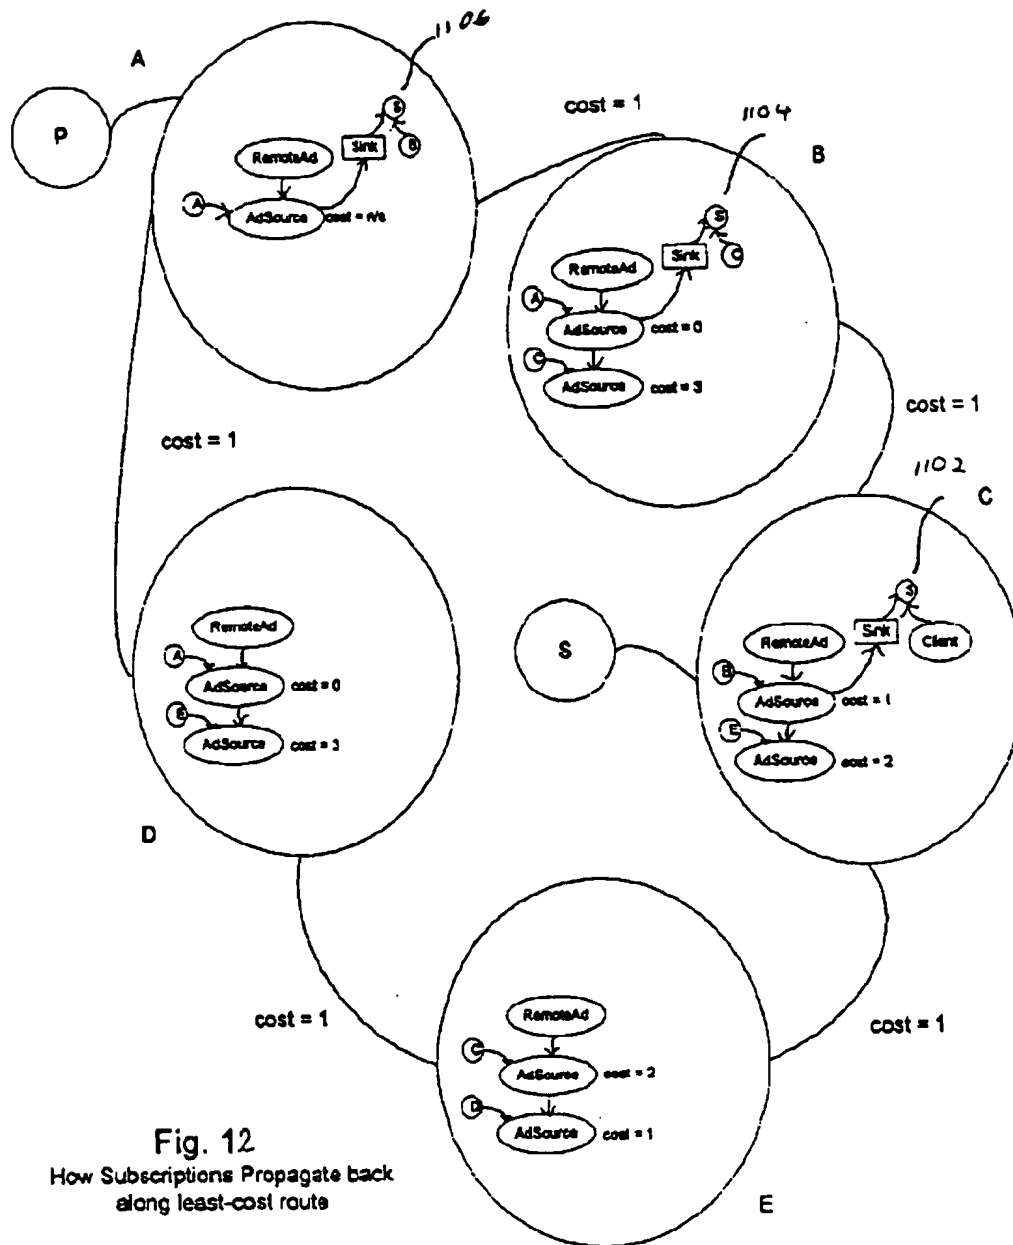 1106
A
P
S
Sink
B
RemoteAd
A
AdSource
cost = n/a
cost = 1
1104
B
S
Sink
C
RemoteAd
A
AdSource
cost = 0
C
AdSource
cost = 3
cost = 1
cost = 1
1102
C
S
Sink
Client
RemoteAd
B
AdSource
cost = 1
E
AdSource
cost = 2
S
RemoteAd
A
AdSource
cost = 0
E
AdSource
cost = 3
D
cost = 1
cost = 1
RemoteAd
C
AdSource
cost = 2
D
AdSource
cost = 1
E
Fig. 12
How Subscriptions Propagate back
along least-cost route